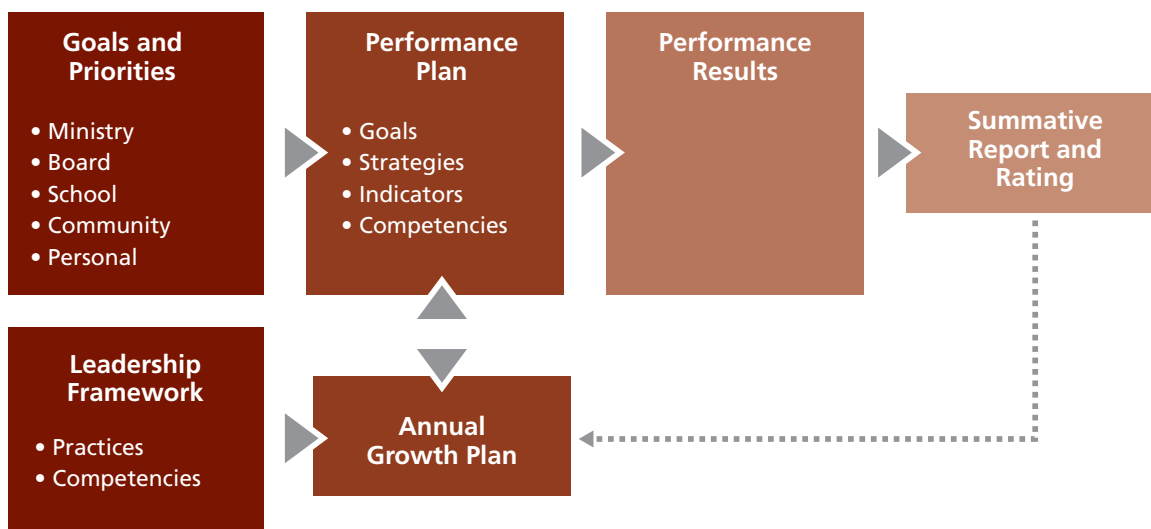 Goals and
Priorities
• Ministry
• Board
• School
• Community
• Personal
Performance
Plan
• Goals
• Strategies
• Indicators
• Competencies
Performance
Results
Summative
Report and
Rating
Leadership
Framework
• Practices
• Competencies
Annual
Growth Plan